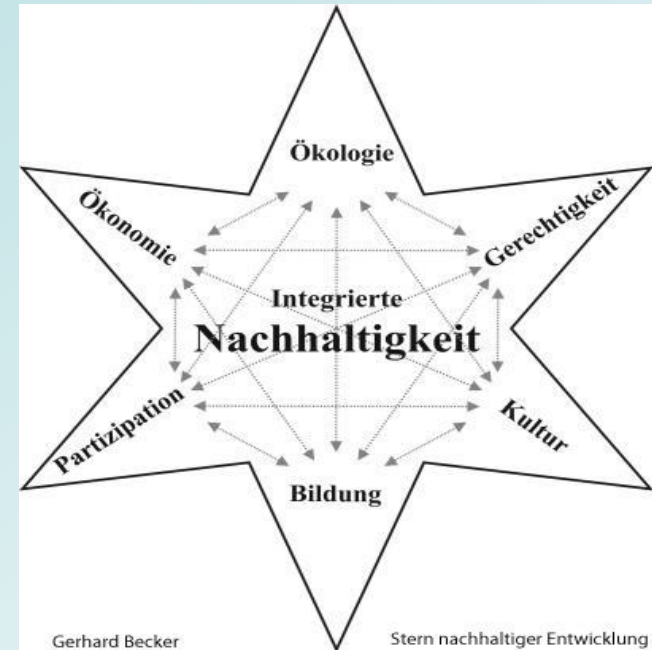 Ökologie
Ökonomie
Gerechtigkeit
Integrierte
Nachhaltigkeit
Partizipation
Kultur
Bildung
Gerhard Becker
Stern nachhaltiger Entwicklung